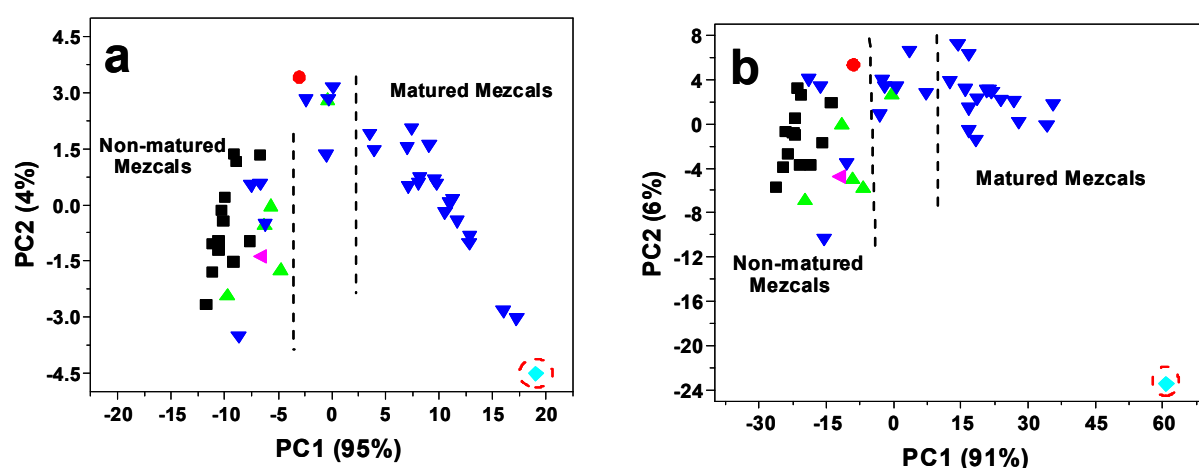 a
4.5
3.0
1.5
0.0
-1.5
-3.0
-4.5
PC2 (4%)
Matured Mezcals
Non-matured
Mezcals
-20
-15
-10
-5
0
5
10
15
20
PC1 (95%)
b
8
4
0
-4
-8
-12
-16
-20
-24
PC2 (6%)
Matured Mezcals
Non-matured
Mezcals
-30
-15
0
15
30
45
60
PC1 (91%)